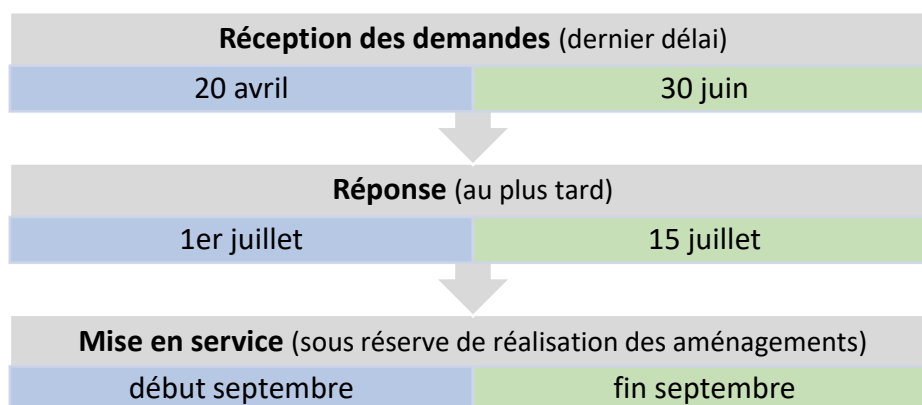 Réception des demandes (dernier délai)
20 avril 30 juin
Réponse (au plus tard)
1er juillet 15 juillet
Mise en service (sous réserve de réalisation des aménagements)
début septembre fin septembre